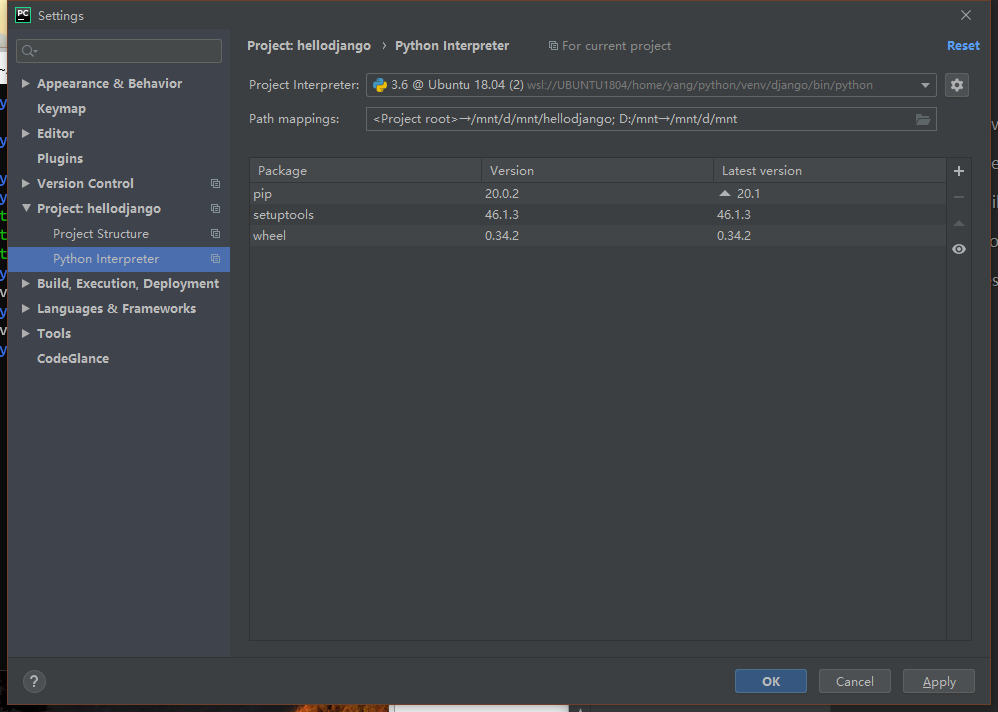 PC Settings
Project: hellodjango › Python Interpreter For current project Reset
Appearance & Behavior
Keymap
Editor
Plugins
Version Control
Project: hellodjango
Project Structure
Python Interpreter
Build, Execution, Deployment
Languages & Frameworks
Tools
CodeGlance
Project Interpreter: 3.6 @ Ubuntu 18.04 (2) wsl://UBUNTU1804/home/yang/python/venv/django/bin/python
Path mappings: <Project root>→/mnt/d/mnt/hellodjango; D:/mnt→/mnt/d/mnt
Package Version Latest version
pip 20.0.2 20.1
setuptools 46.1.3 46.1.3
wheel 0.34.2 0.34.2
? OK Cancel Apply